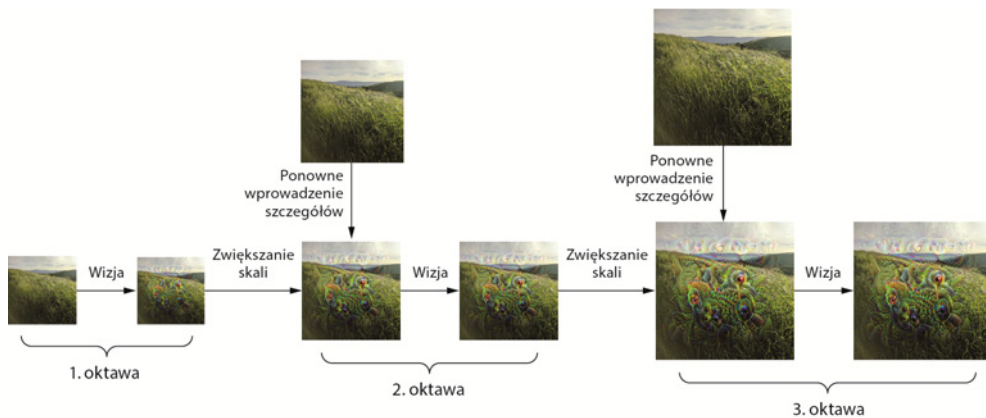 Ponowne
wprowadzenie
szczegółów
Ponowne
wprowadzenie
szczegółów
Wizja
Zwiększanie
skali
Wizja
Zwiększanie
skali
Wizja
1. oktawa
2. oktawa
3. oktawa